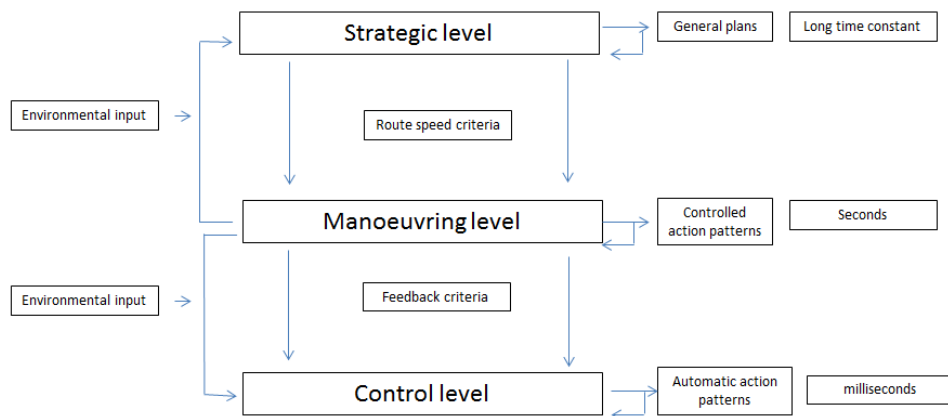 Strategic level
General plans
Long time constant
Environmental input
Route speed criteria
Manoeuvring level
Controlled
action patterns
Seconds
Environmental input
Feedback criteria
Control level
Automatic action
patterns
milliseconds